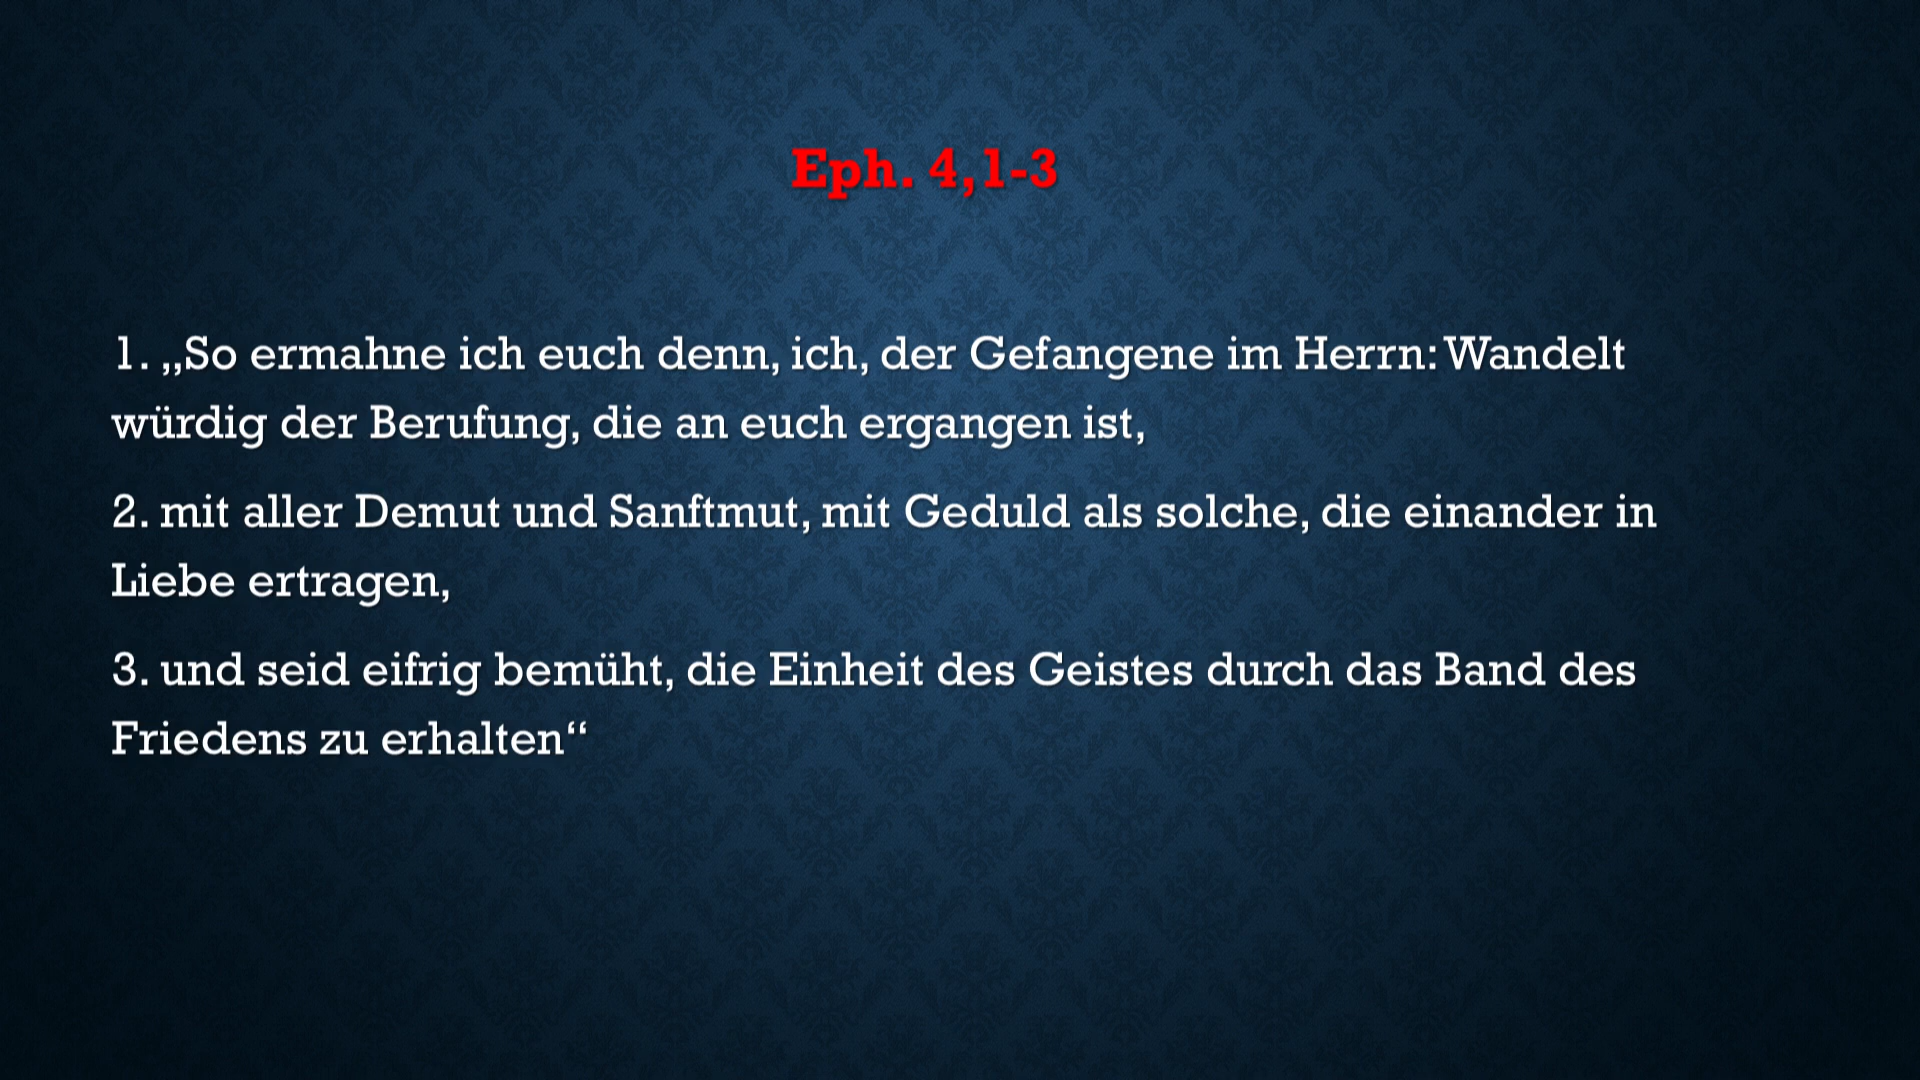 Eph. 4,1-3
1. „So ermahne ich euch denn, ich, der Gefangene im Herrn: Wandelt
würdig der Berufung, die an euch ergangen ist,
2. mit aller Demut und Sanftmut, mit Geduld als solche, die einander in
Liebe ertragen,
3. und seid eifrig bemüht, die Einheit des Geistes durch das Band des
Friedens zu erhalten“